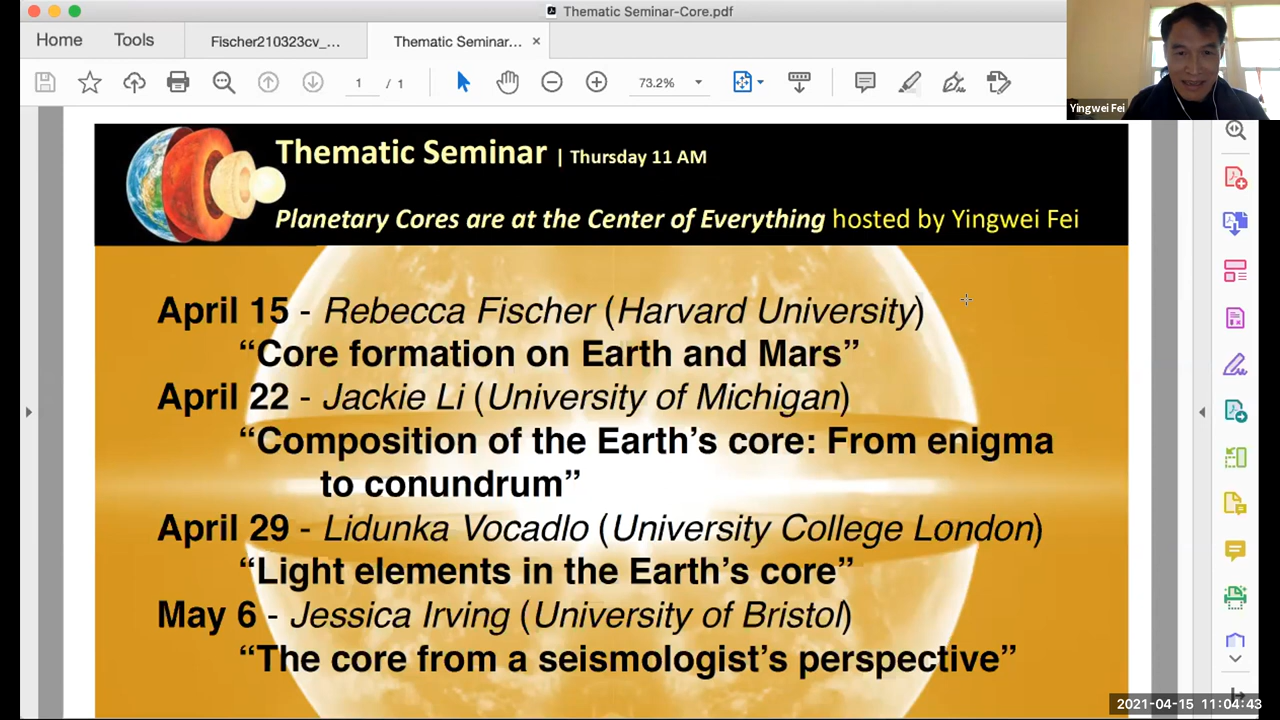 Thematic Seminar-Core.pdf
Home Tools Fischer210323cv_... Thematic Seminar... ×
1 / 1 73.2%
Yingwei Fei
Thematic Seminar | Thursday 11 AM
Planetary Cores are at the Center of Everything hosted by Yingwei Fei
April 15 - Rebecca Fischer (Harvard University)
“Core formation on Earth and Mars”
April 22 - Jackie Li (University of Michigan)
“Composition of the Earth’s core: From enigma
to conundrum”
April 29 - Lidunka Vocadlo (University College London)
“Light elements in the Earth’s core”
May 6 - Jessica Irving (University of Bristol)
“The core from a seismologist’s perspective”
2021-04-15 11:04:43